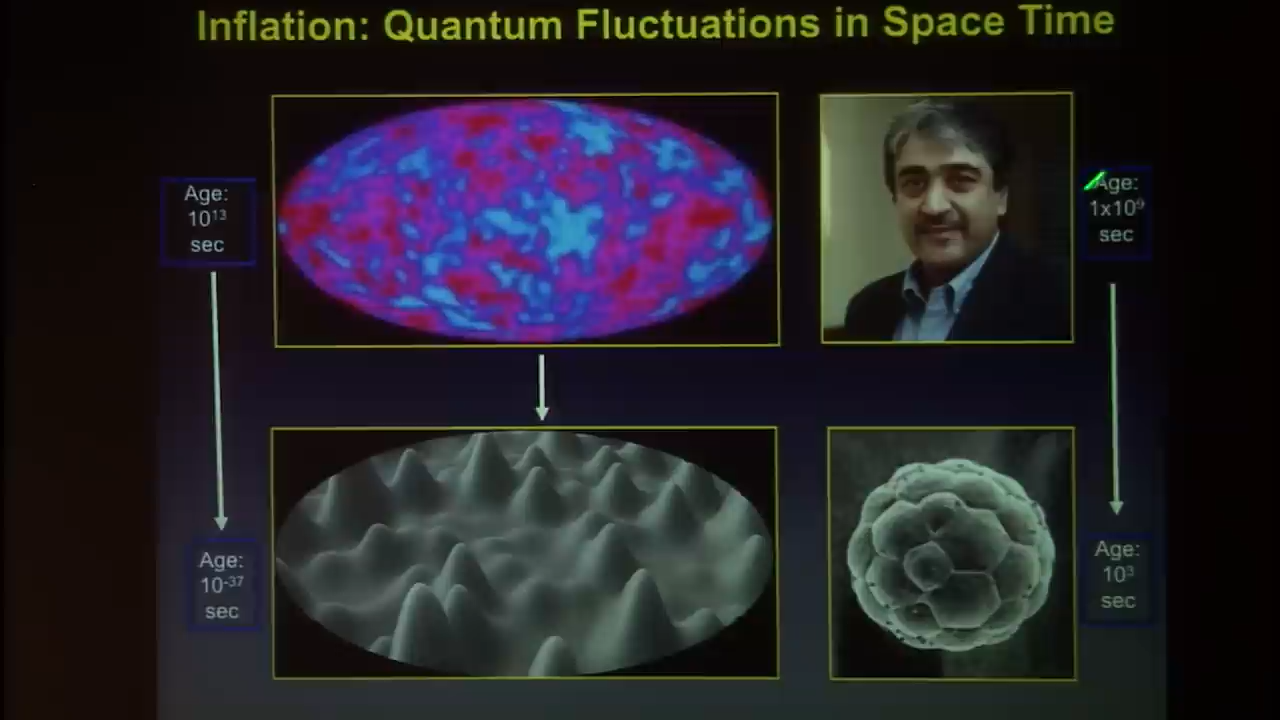 Inflation: Quantum Fluctuations in Space Time
Age:
10¹³
sec
Age:
1x10⁹
sec
Age:
10⁻³⁷
sec
Age:
10³
sec